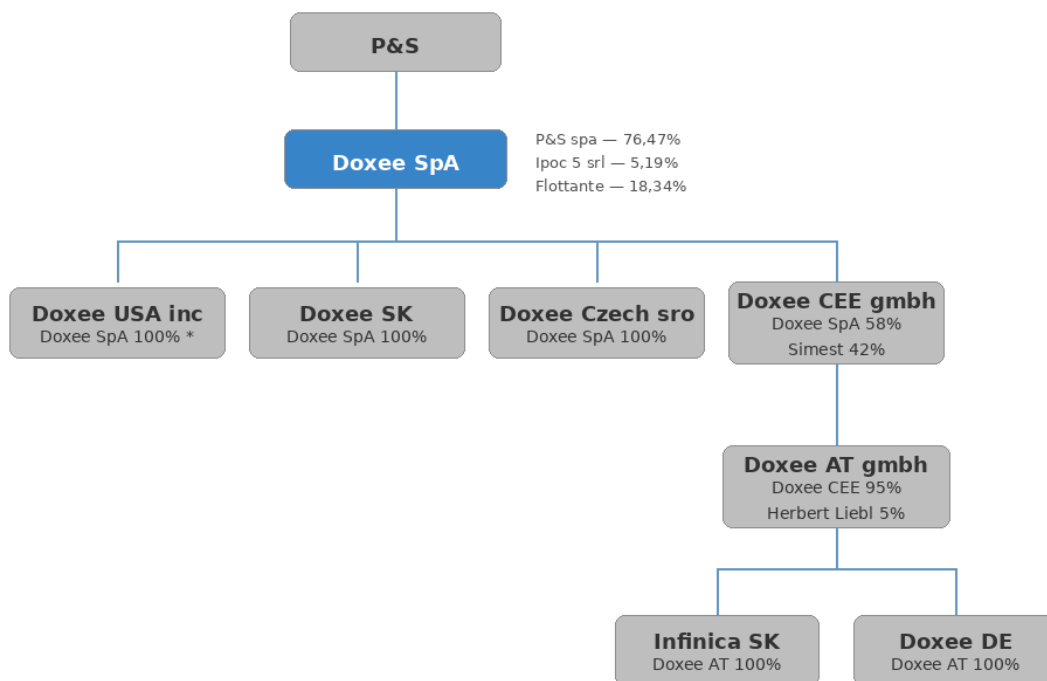 P&S
Doxee SpA
P&S spa — 76,47%
Ipoc 5 srl — 5,19%
Flottante — 18,34%
Doxee USA inc
Doxee SpA 100% *
Doxee SK
Doxee SpA 100%
Doxee Czech sro
Doxee SpA 100%
Doxee CEE gmbh
Doxee SpA 58%
Simest 42%
Doxee AT gmbh
Doxee CEE 95%
Herbert Liebl 5%
Infinica SK
Doxee AT 100%
Doxee DE
Doxee AT 100%